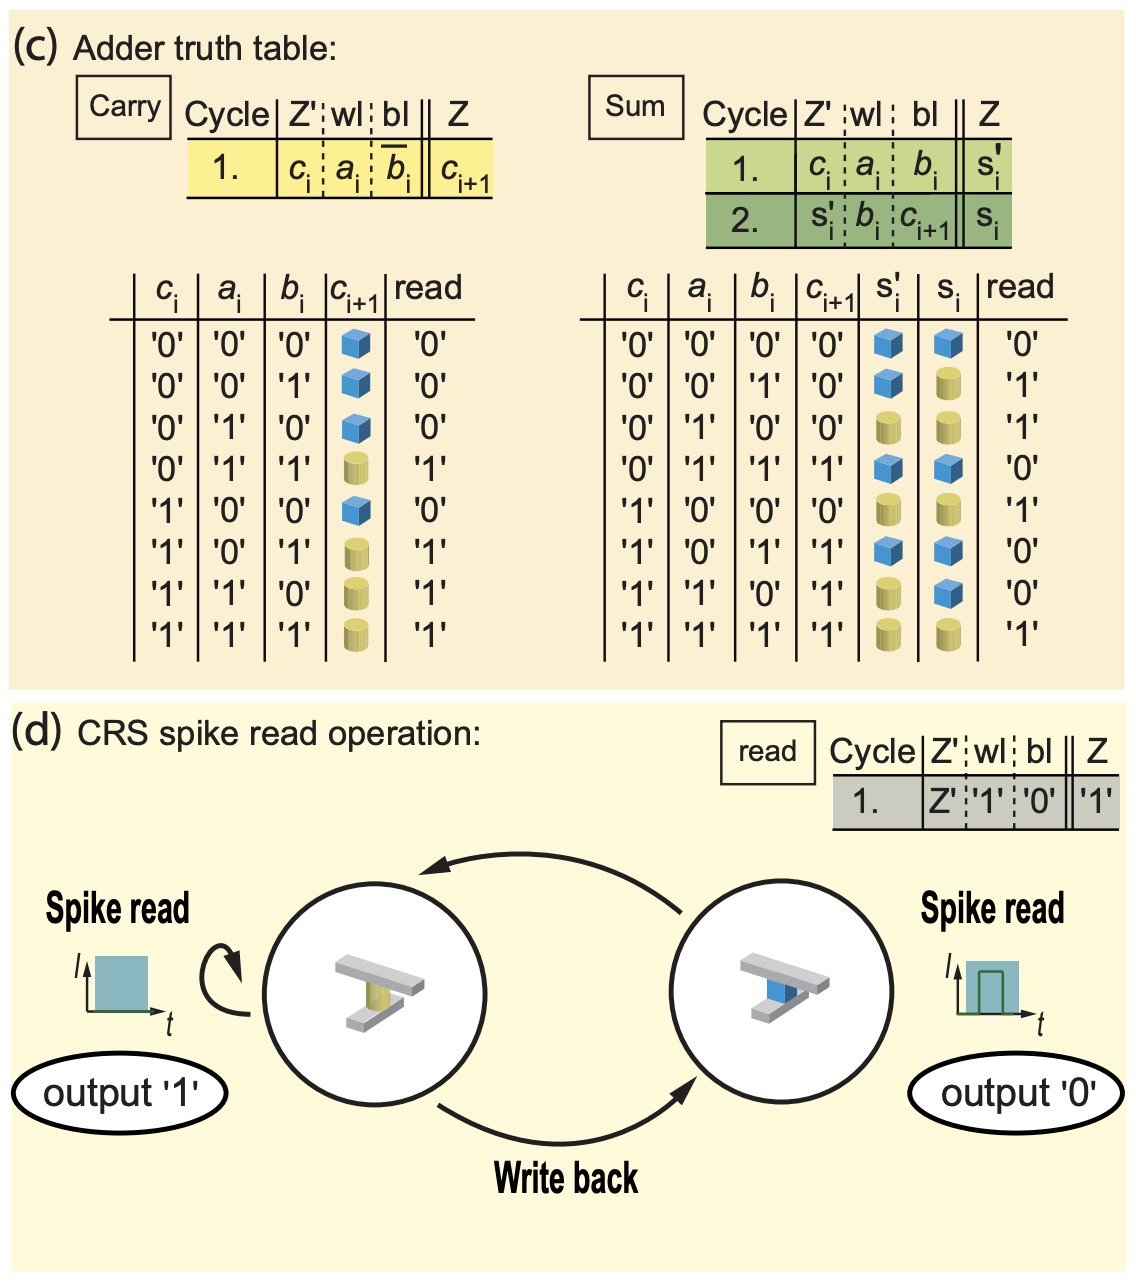 (c) Adder truth table:
Carry
Cycle Z' wl bl Z
1. cᵢ aᵢ b̅ᵢ cᵢ₊₁
cᵢ aᵢ bᵢ cᵢ₊₁ read
'0' '0' '0' '0'
'0' '0' '1' '0'
'0' '1' '0' '0'
'0' '1' '1' '1'
'1' '0' '0' '0'
'1' '0' '1' '1'
'1' '1' '0' '1'
'1' '1' '1' '1'
Sum
Cycle Z' wl bl Z
1. cᵢ aᵢ bᵢ s'ᵢ
2. s'ᵢ bᵢ cᵢ₊₁ sᵢ
cᵢ aᵢ bᵢ cᵢ₊₁ s'ᵢ sᵢ read
'0' '0' '0' '0' '0'
'0' '0' '1' '0' '1'
'0' '1' '0' '0' '1'
'0' '1' '1' '1' '0'
'1' '0' '0' '0' '1'
'1' '0' '1' '1' '0'
'1' '1' '0' '1' '0'
'1' '1' '1' '1' '1'
(d) CRS spike read operation:
read
Cycle Z' wl bl Z
1. Z' '1' '0' '1'
Spike read
I
t
output '1'
Spike read
I
t
output '0'
Write back